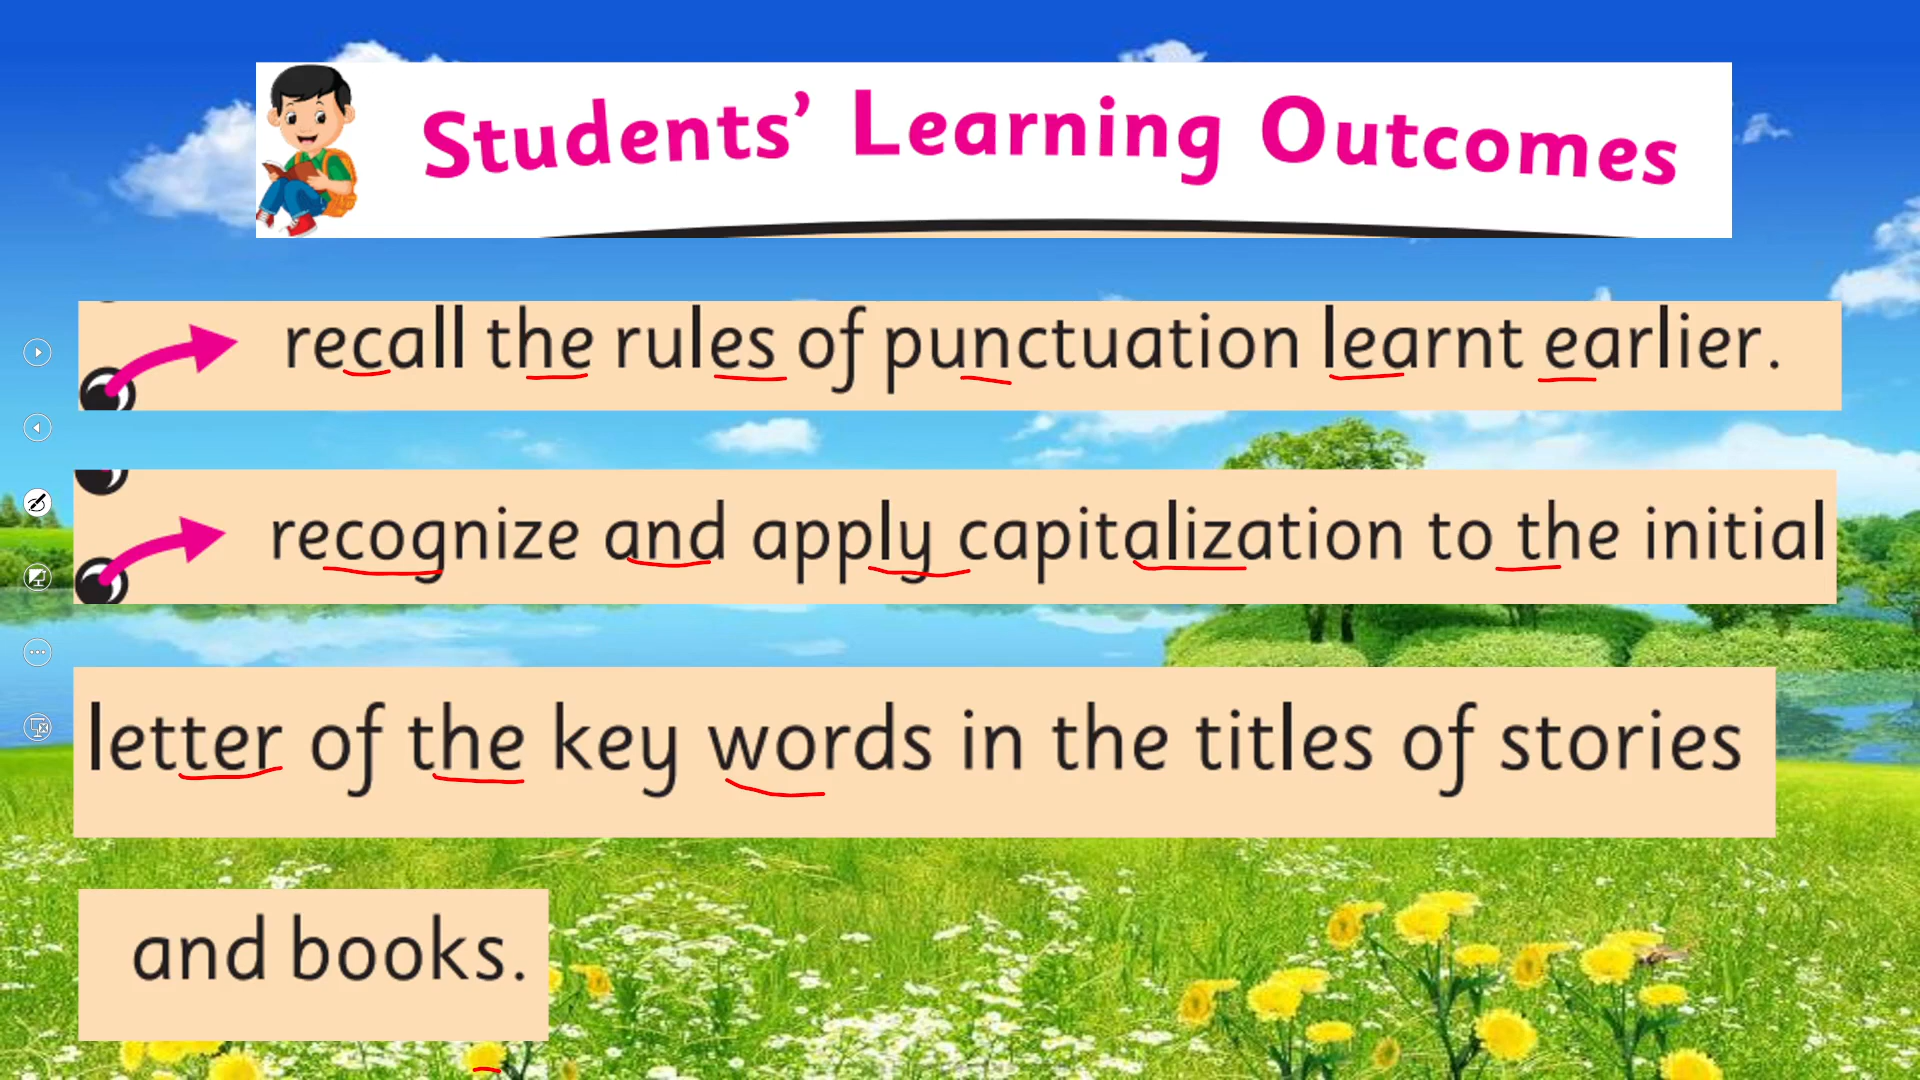 Students’ Learning Outcomes
recall the rules of punctuation learnt earlier.
recognize and apply capitalization to the initial
letter of the key words in the titles of stories
and books.